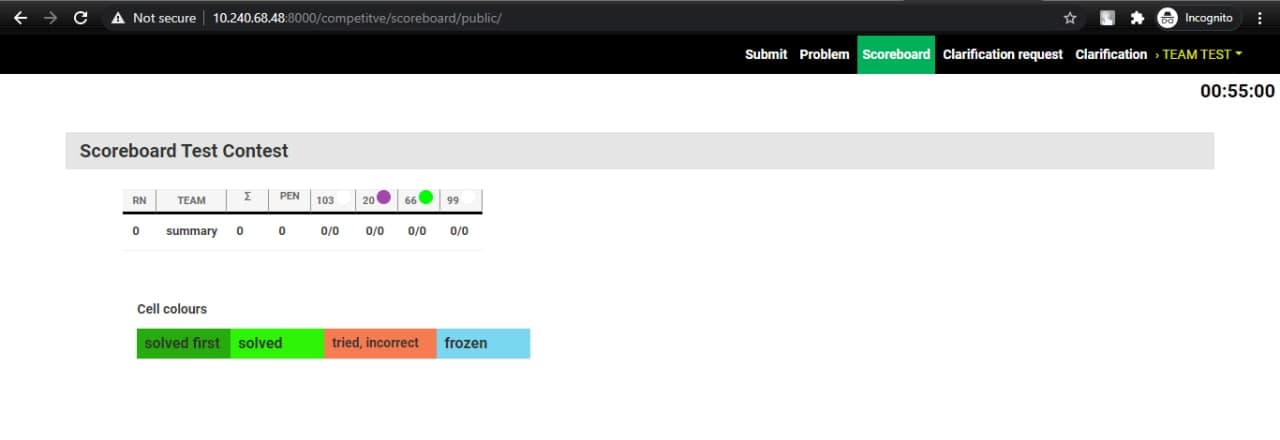 Not secure 10.240.68.48:8000/competitve/scoreboard/public/ Incognito
Submit Problem Scoreboard Clarification request Clarification › TEAM TEST
00:55:00
Scoreboard Test Contest
RN TEAM Σ PEN 103 20 66 99
0 summary 0 0 0/0 0/0 0/0 0/0
Cell colours
solved first solved tried, incorrect frozen